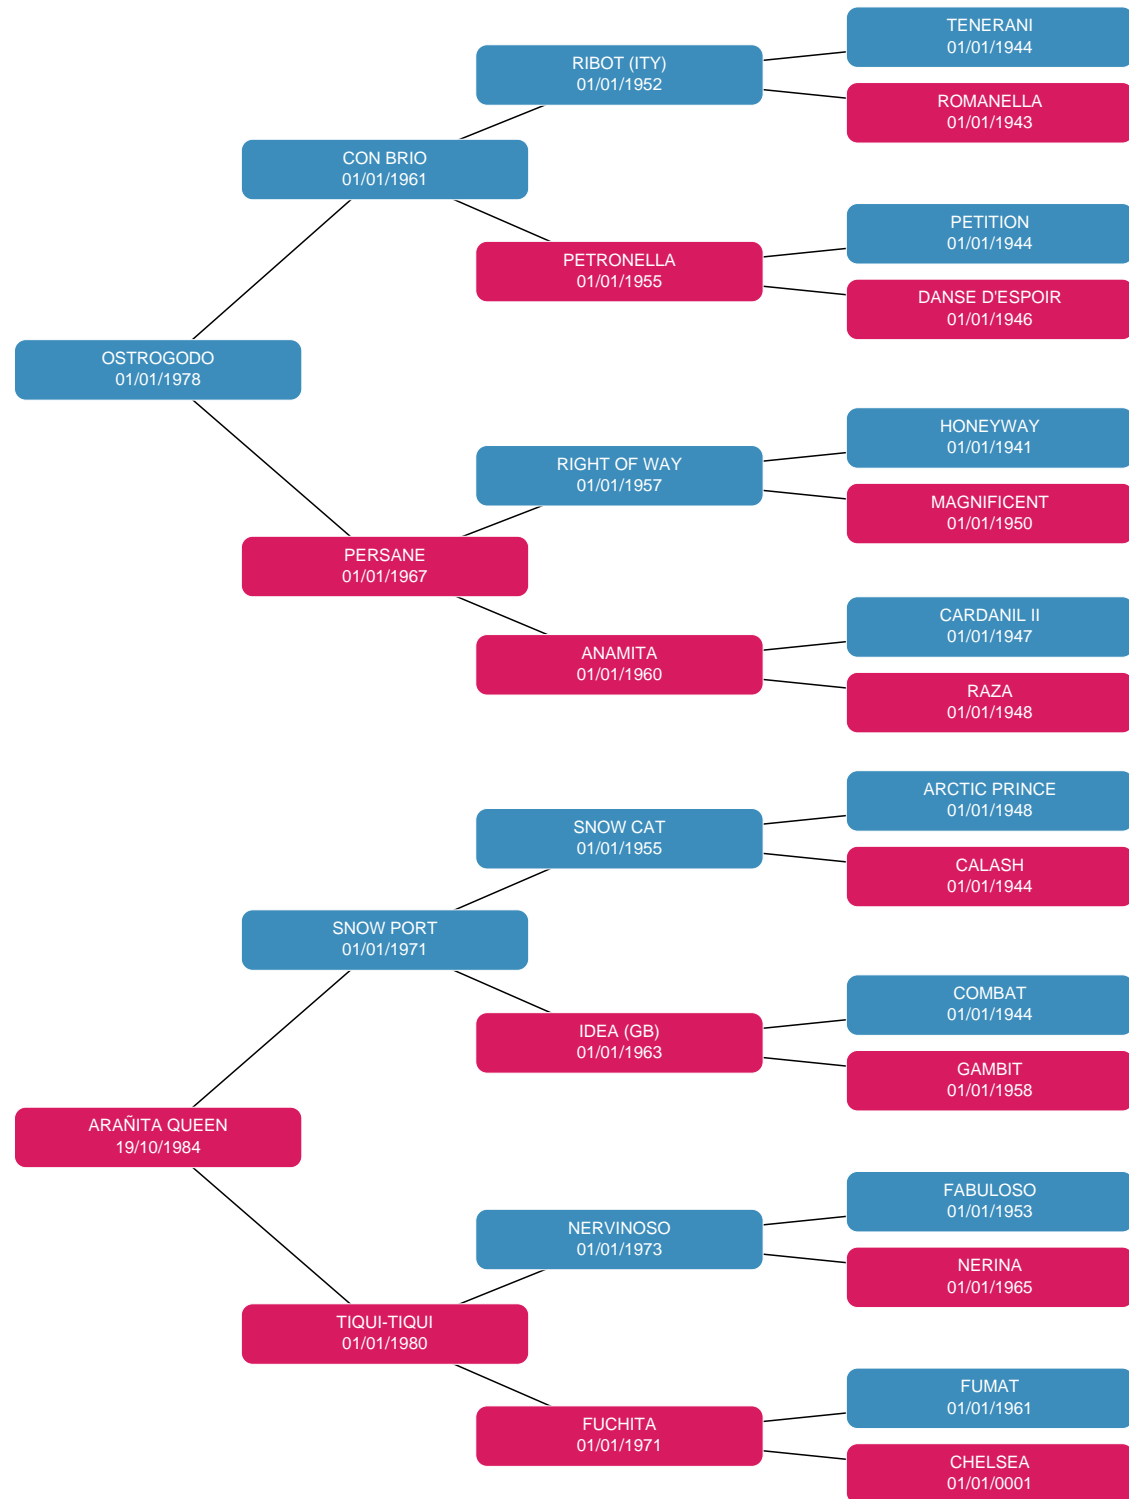 TENERANI
01/01/1944
RIBOT (ITY)
01/01/1952
ROMANELLA
01/01/1943
CON BRIO
01/01/1961
PETITION
01/01/1944
PETRONELLA
01/01/1955
DANSE D'ESPOIR
01/01/1946
OSTROGODO
01/01/1978
HONEYWAY
01/01/1941
RIGHT OF WAY
01/01/1957
MAGNIFICENT
01/01/1950
PERSANE
01/01/1967
CARDANIL II
01/01/1947
ANAMITA
01/01/1960
RAZA
01/01/1948
ARCTIC PRINCE
01/01/1948
SNOW CAT
01/01/1955
CALASH
01/01/1944
SNOW PORT
01/01/1971
COMBAT
01/01/1944
IDEA (GB)
01/01/1963
GAMBIT
01/01/1958
ARAÑITA QUEEN
19/10/1984
FABULOSO
01/01/1953
NERVINOSO
01/01/1973
NERINA
01/01/1965
TIQUI-TIQUI
01/01/1980
FUMAT
01/01/1961
FUCHITA
01/01/1971
CHELSEA
01/01/0001